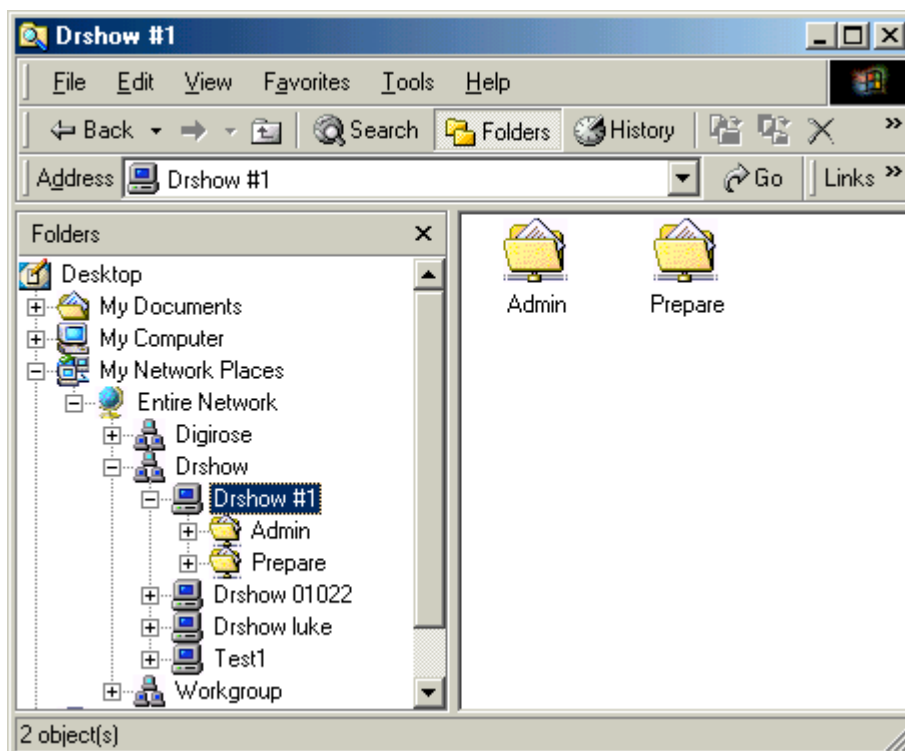 Drshow #1
File Edit View Favorites Tools Help
Back Search Folders History »
Address Drshow #1 Go Links »
Folders
Desktop
My Documents
My Computer
My Network Places
Entire Network
Digirose
Drshow
Drshow #1
Admin
Prepare
Drshow 01022
Drshow luke
Test1
Workgroup
Admin Prepare
2 object(s)